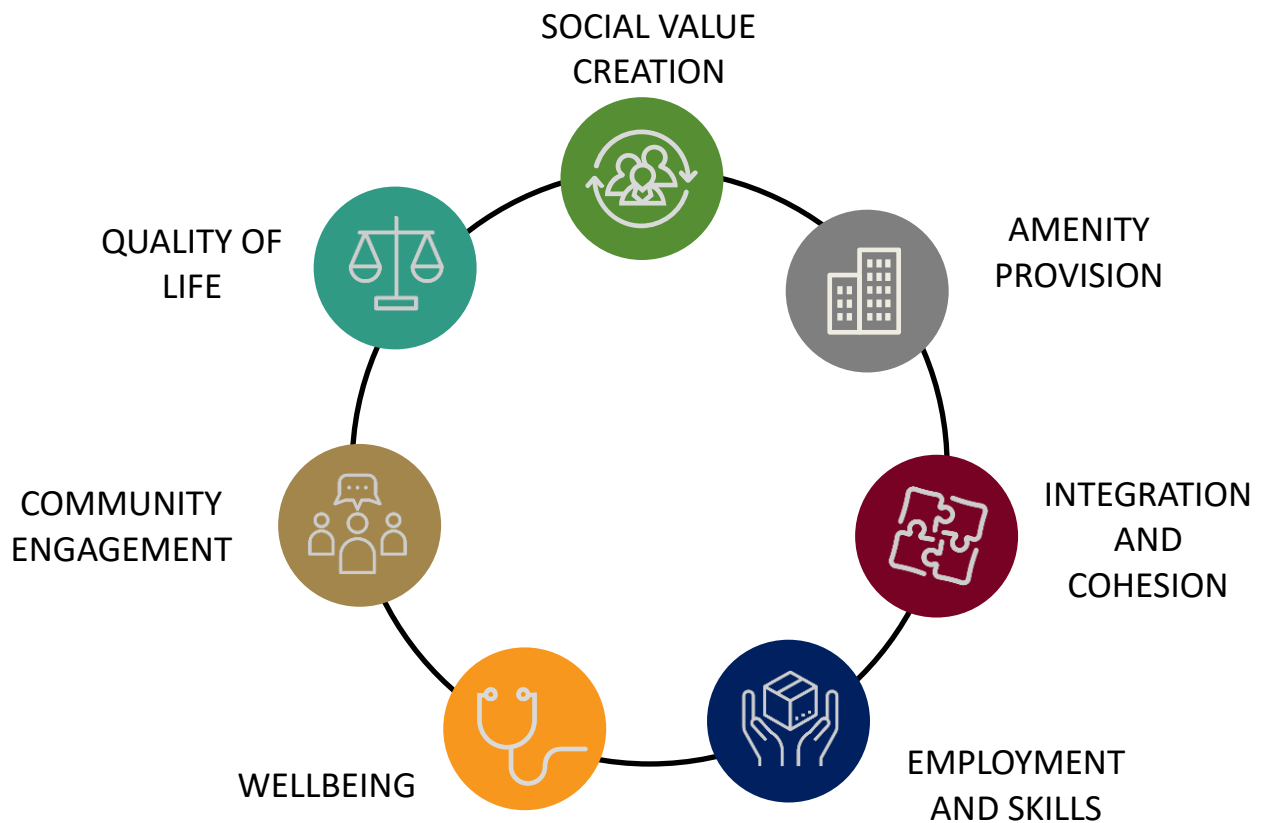 SOCIAL VALUE
CREATION
AMENITY
PROVISION
INTEGRATION
AND
COHESION
EMPLOYMENT
AND SKILLS
WELLBEING
COMMUNITY
ENGAGEMENT
QUALITY OF
LIFE